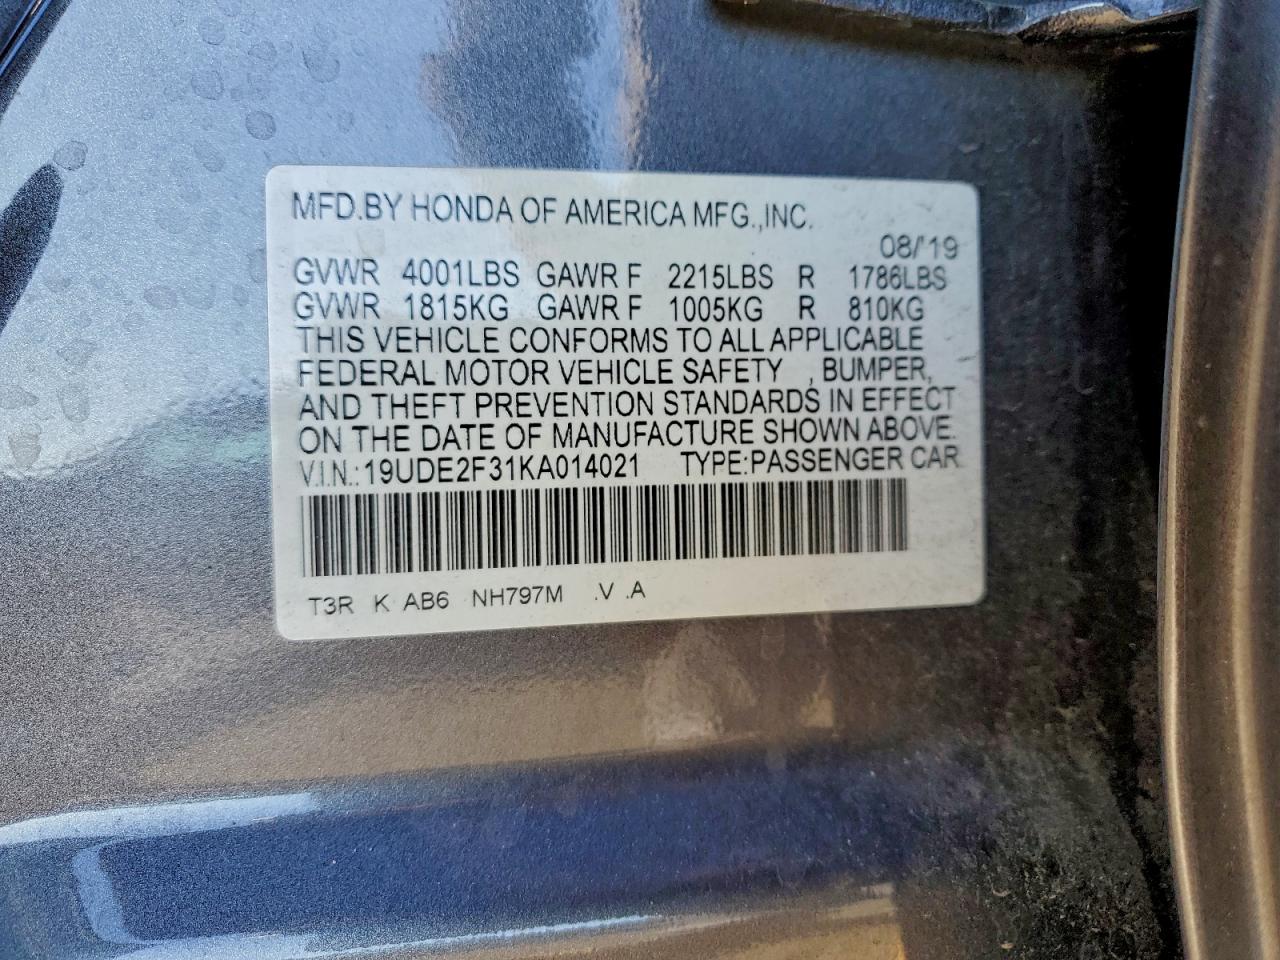 MFD.BY HONDA OF AMERICA MFG.,INC.
08/'19
GVWR 4001LBS GAWR F 2215LBS R 1786LBS
GVWR 1815KG GAWR F 1005KG R 810KG
THIS VEHICLE CONFORMS TO ALL APPLICABLE
FEDERAL MOTOR VEHICLE SAFETY , BUMPER,
AND THEFT PREVENTION STANDARDS IN EFFECT
ON THE DATE OF MANUFACTURE SHOWN ABOVE.
V.I.N.: 19UDE2F31KA014021 TYPE:PASSENGER CAR
T3R K AB6 NH797M .V .A